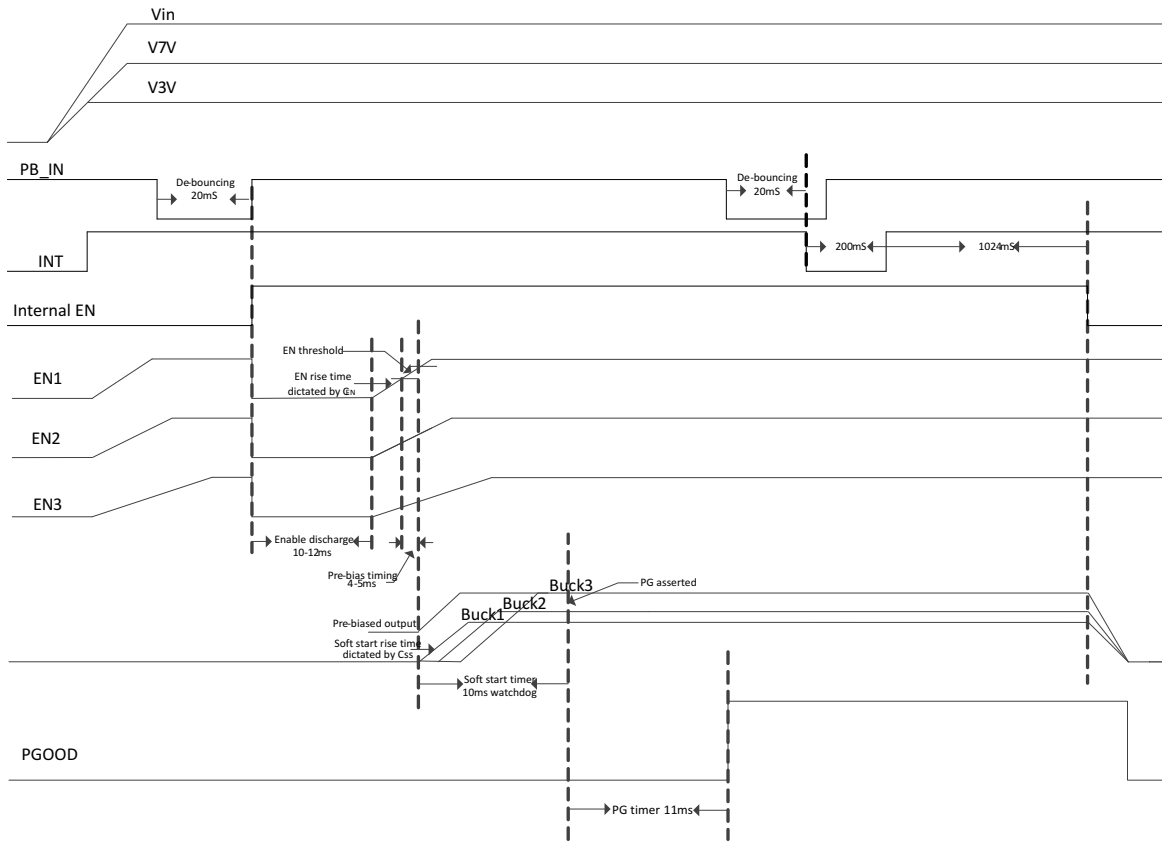 Vin
V7V
V3V
PB_IN
De-bouncing
20mS
De-bouncing
20mS
INT
200mS
1024mS
Internal EN
EN threshold
EN1
EN rise time
dictated by CEN
EN2
EN3
Enable discharge
10-12ms
Pre-bias timing
4-5ms
Buck3
PG asserted
Buck2
Buck1
Pre-biased output
Soft start rise time
dictated by Css
Soft start timer
10ms watchdog
PGOOD
PG timer 11ms